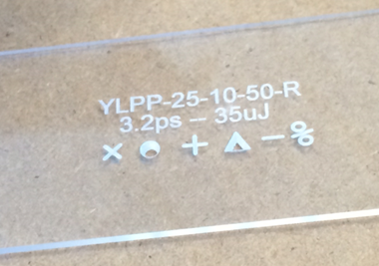 YLPP-25-10-50-R
3.2ps -- 35uJ
× ● + ▲ − %